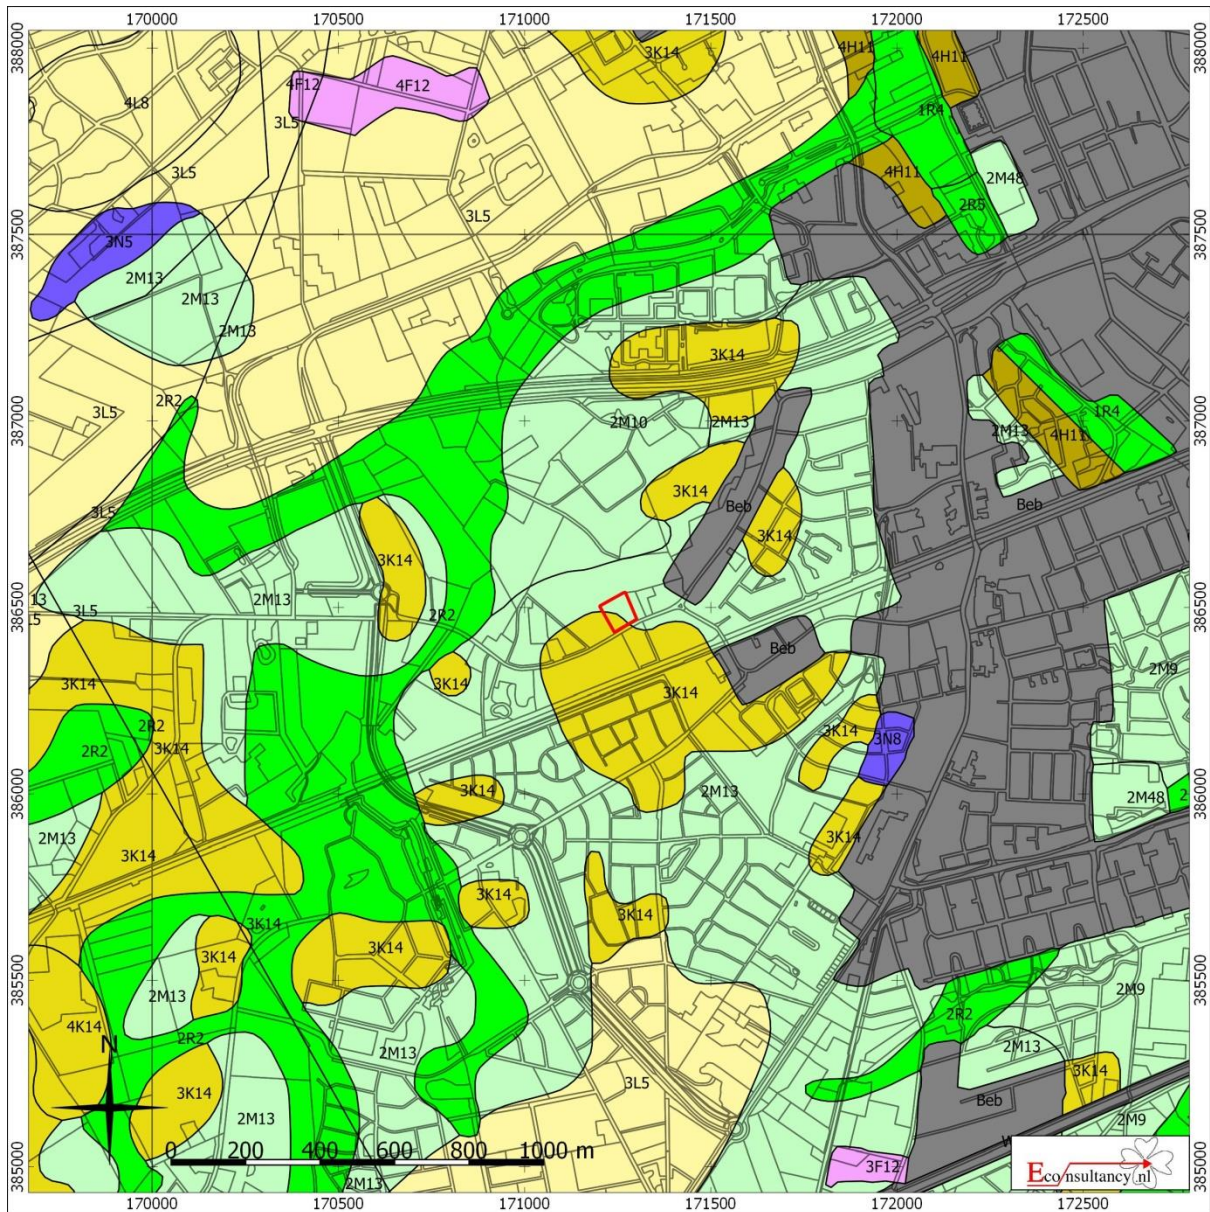 170000 170500 171000 171500 172000 172500
388000 388000
3K14 4H11 4H11
4F12 4F12
4L8 1R4
3L5
3L5 4H11 2M48
3L5 2R5
387500 387500
3N5
2M13
2M13
2M13
3K14
3L5 2R2 2M10 2M13 1R4
387000 387000
2M13 4H11
3K14
3L5 Beb Beb
3K14
3K14
13 2M13
3L5 2R2
386500 386500
L5
Beb
3K14 3K14 3K14 2M9
2R2
2R2 3K14 3K14 3N8
386000 386000
3K14 2M13 2M48 2
2M13
3K14 3K14
3K14
3K14 3K14
3K14 3K14
385500 385500
2M13 2M9
4K14 2R2
N 2R2 2M13 2M13
3K14 3L5 3K14
2M13 Beb
2M9
0 200 400 600 800 1000 m W
385000 385000
3F12
2M13
Econsultancy.nl
170000 170500 171000 171500 172000 172500